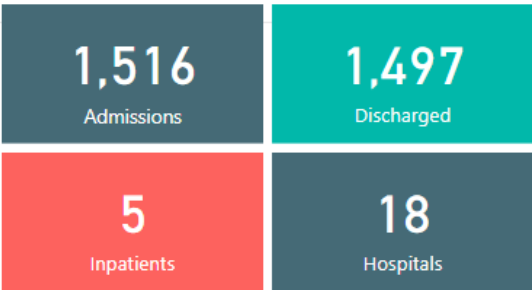 1,516
Admissions
1,497
Discharged
5
Inpatients
18
Hospitals